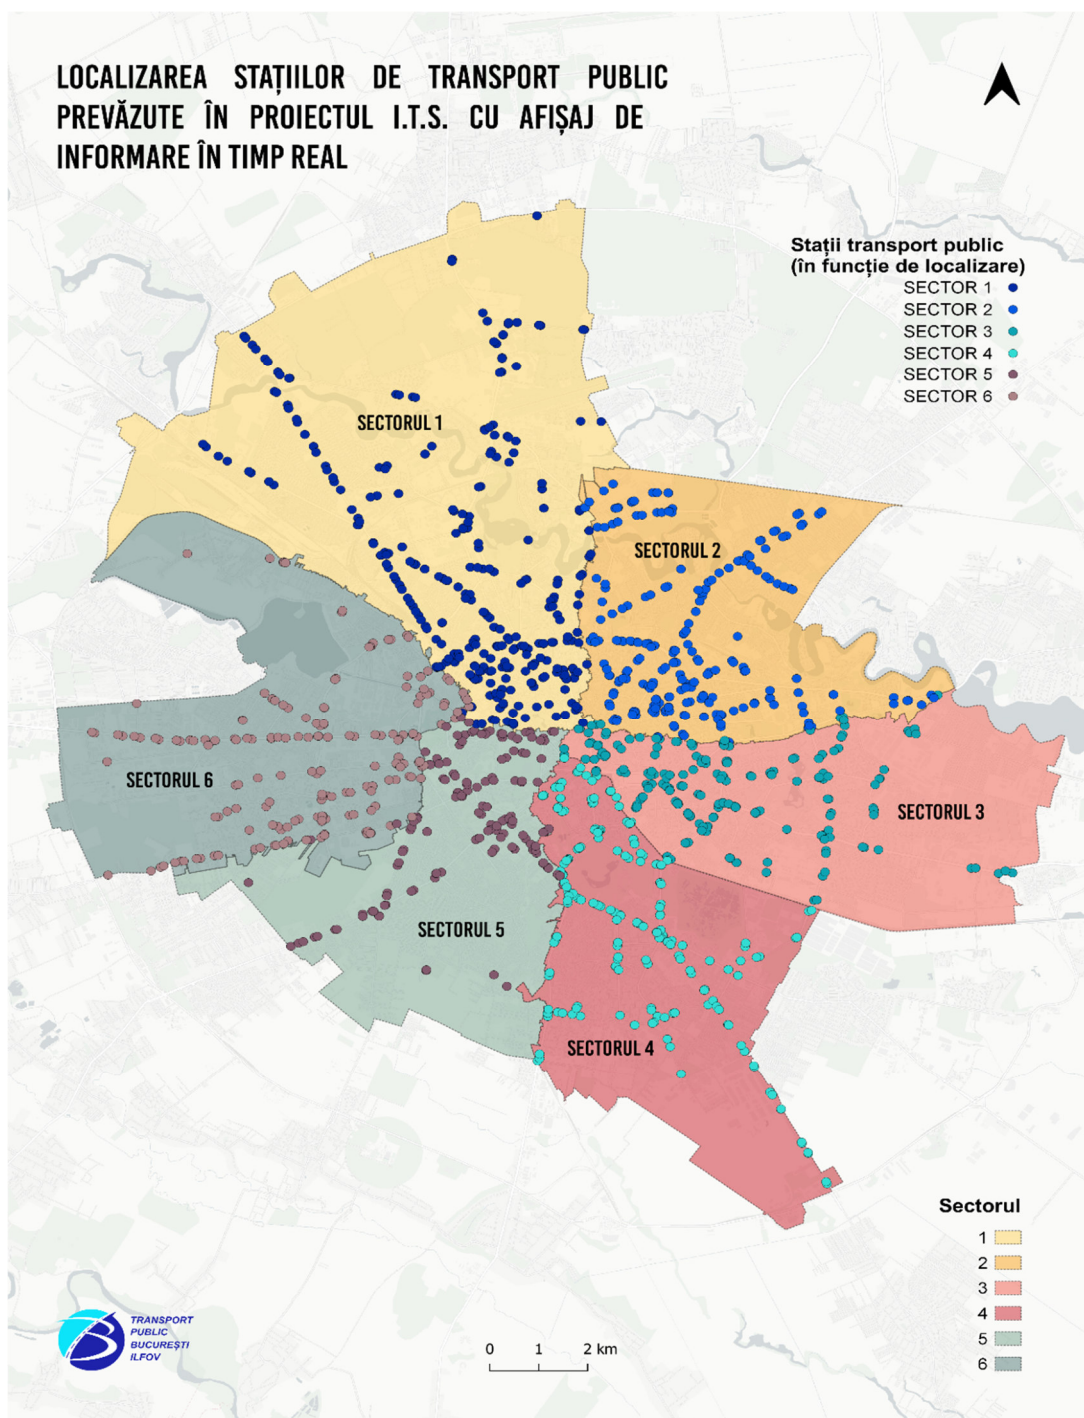 LOCALIZAREA STAȚIILOR DE TRANSPORT PUBLIC
PREVĂZUTE ÎN PROIECTUL I.T.S. CU AFIȘAJ DE
INFORMARE ÎN TIMP REAL
Stații transport public
(în funcție de localizare)
SECTOR 1
SECTOR 2
SECTOR 3
SECTOR 4
SECTOR 5
SECTOR 6
SECTORUL 1
SECTORUL 2
SECTORUL 6
SECTORUL 3
SECTORUL 5
SECTORUL 4
Sectorul
1
2
3
4
5
6
TRANSPORT
PUBLIC
BUCUREȘTI
ILFOV
0 1 2 km